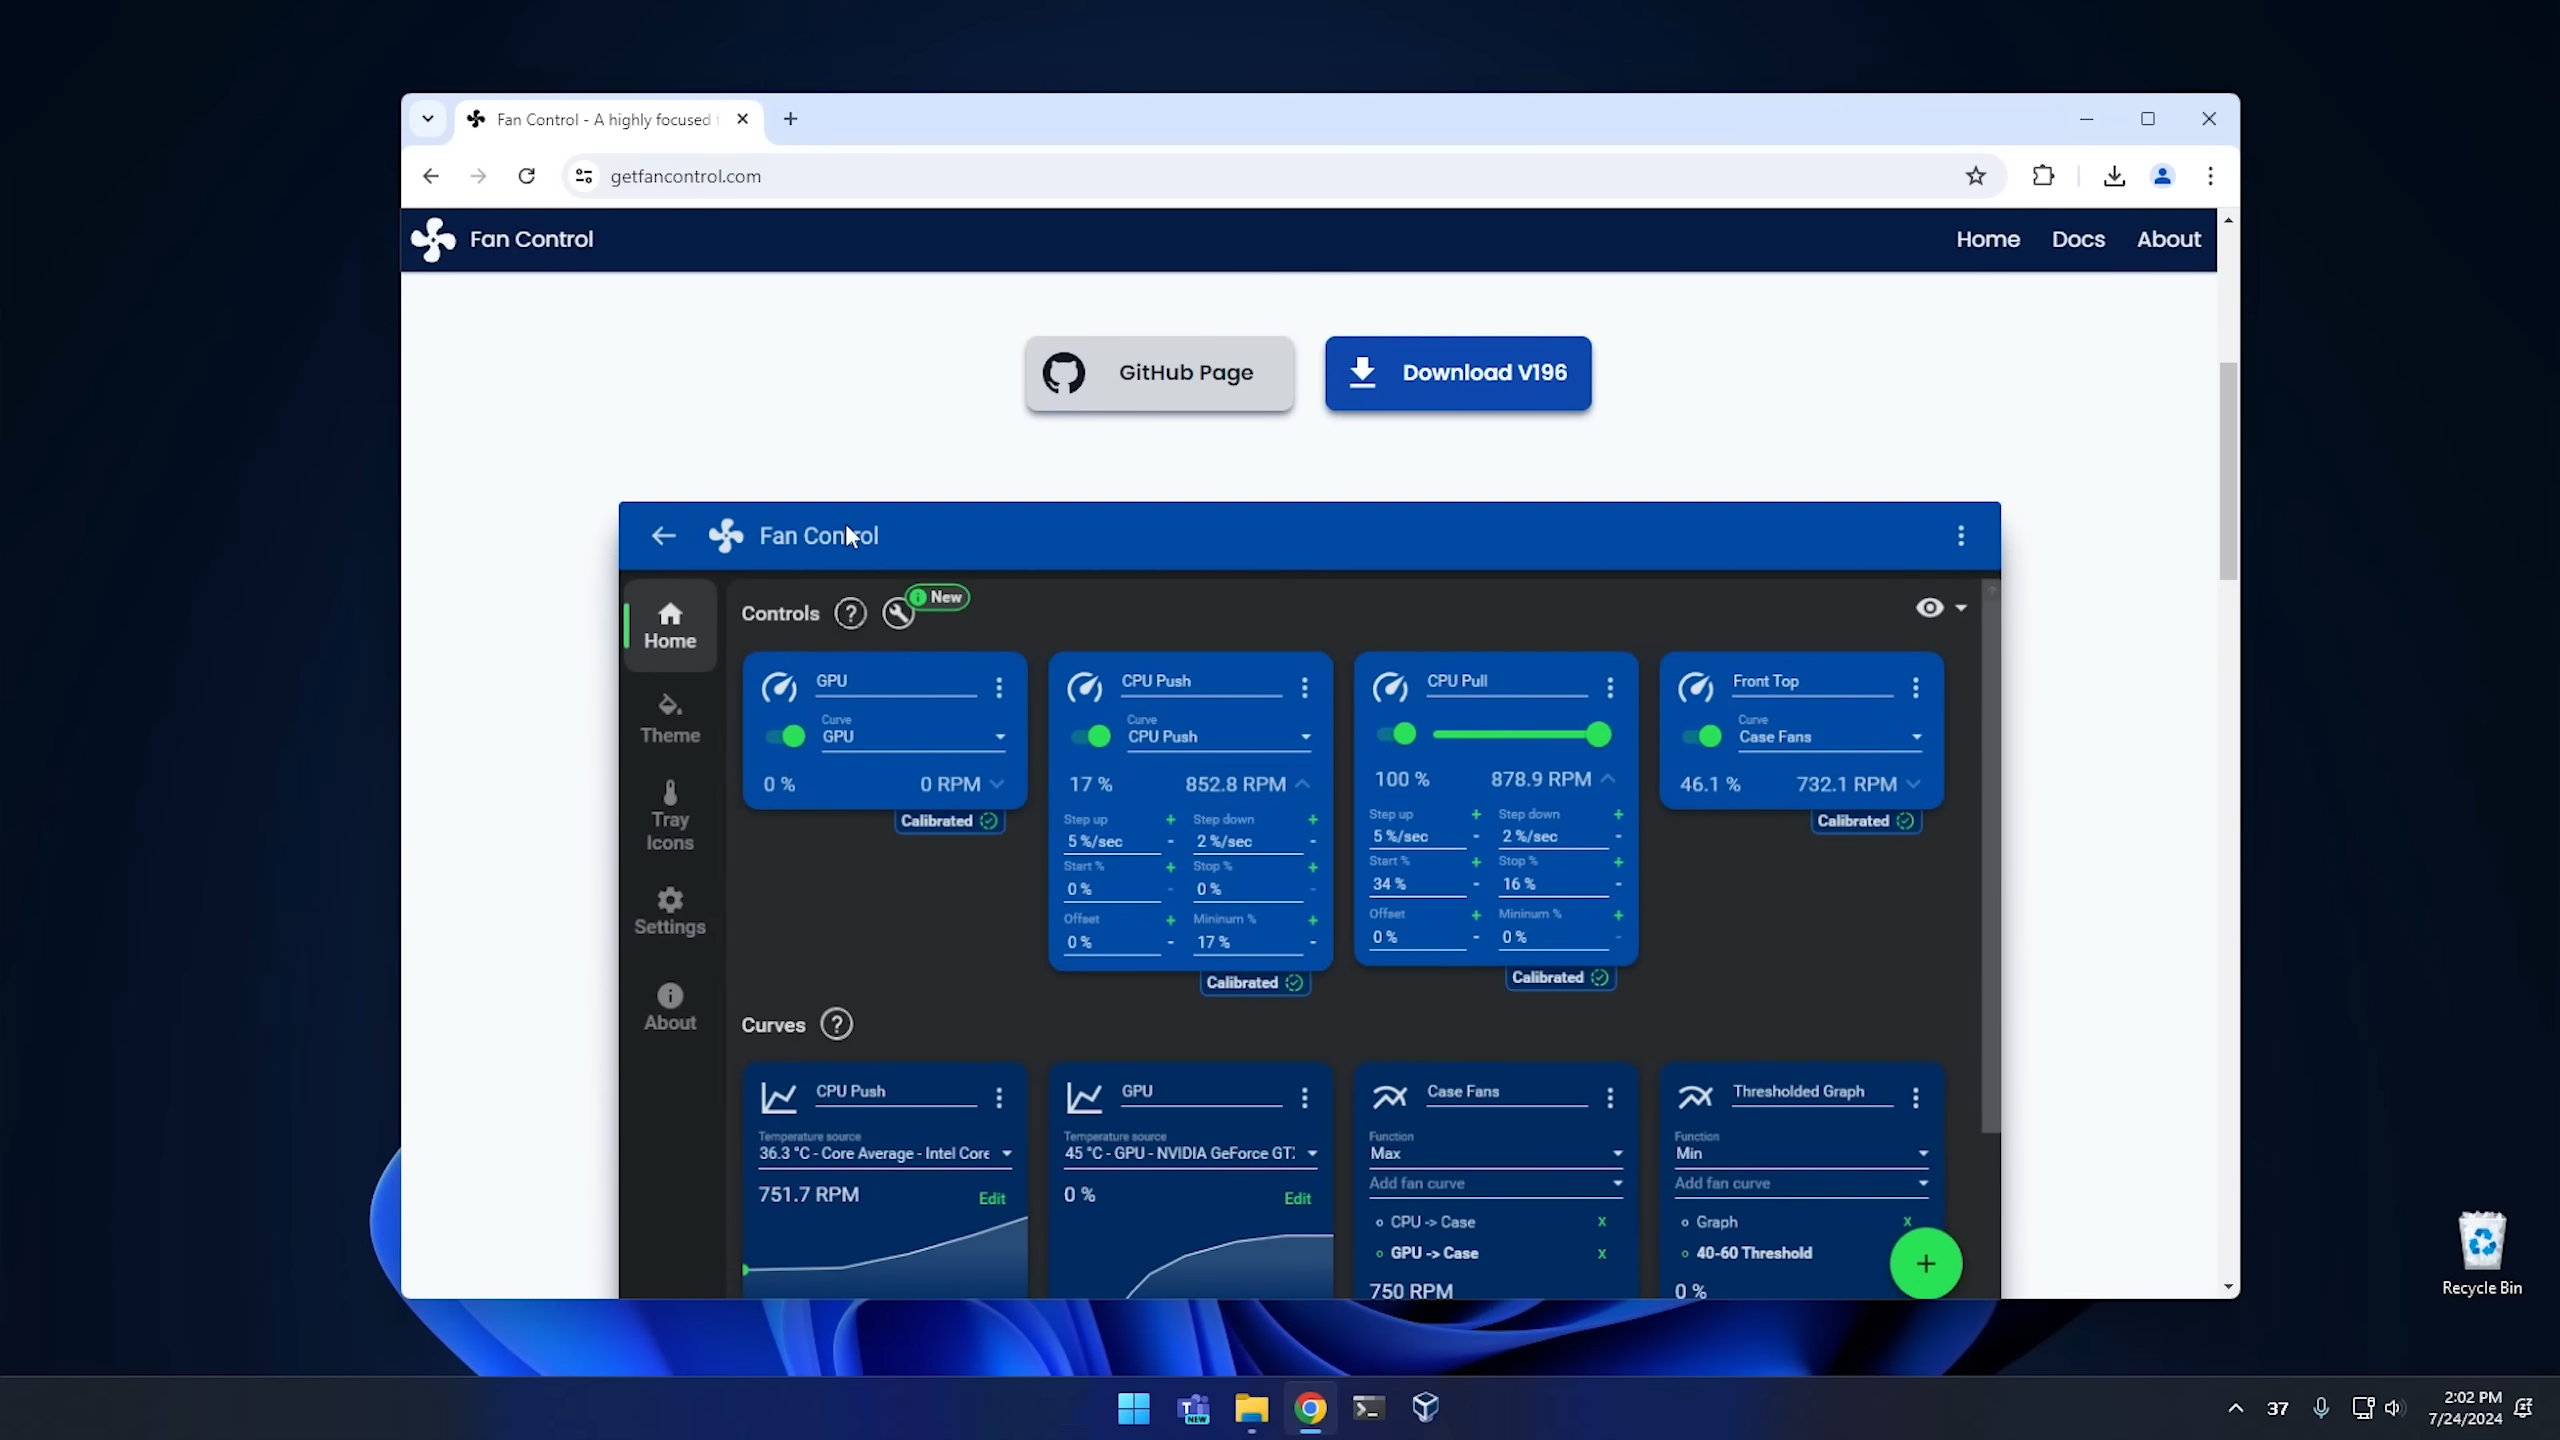 Fan Control - A highly focused
getfancontrol.com
Fan Control
Home
Docs
About
GitHub Page
Download V196
Fan Control
Home
Theme
Tray
Icons
Settings
About
Controls
New
GPU
Curve
GPU
0 %
0 RPM
Calibrated
CPU Push
Curve
CPU Push
17 %
852.8 RPM
Step up
5 %/sec
Step down
2 %/sec
Start %
0 %
Stop %
0 %
Offset
0 %
Mininum %
17 %
Calibrated
CPU Pull
100 %
878.9 RPM
Step up
5 %/sec
Step down
2 %/sec
Start %
34 %
Stop %
16 %
Offset
0 %
Mininum %
0 %
Calibrated
Front Top
Curve
Case Fans
46.1 %
732.1 RPM
Calibrated
Curves
CPU Push
Temperature source
36.3 °C - Core Average - Intel Core
751.7 RPM
Edit
GPU
Temperature source
45 °C - GPU - NVIDIA GeForce GT
0 %
Edit
Case Fans
Function
Max
Add fan curve
CPU -> Case
x
GPU -> Case
x
750 RPM
Thresholded Graph
Function
Min
Add fan curve
Graph
x
40-60 Threshold
0 %
Recycle Bin
NEW
37
2:02 PM
7/24/2024